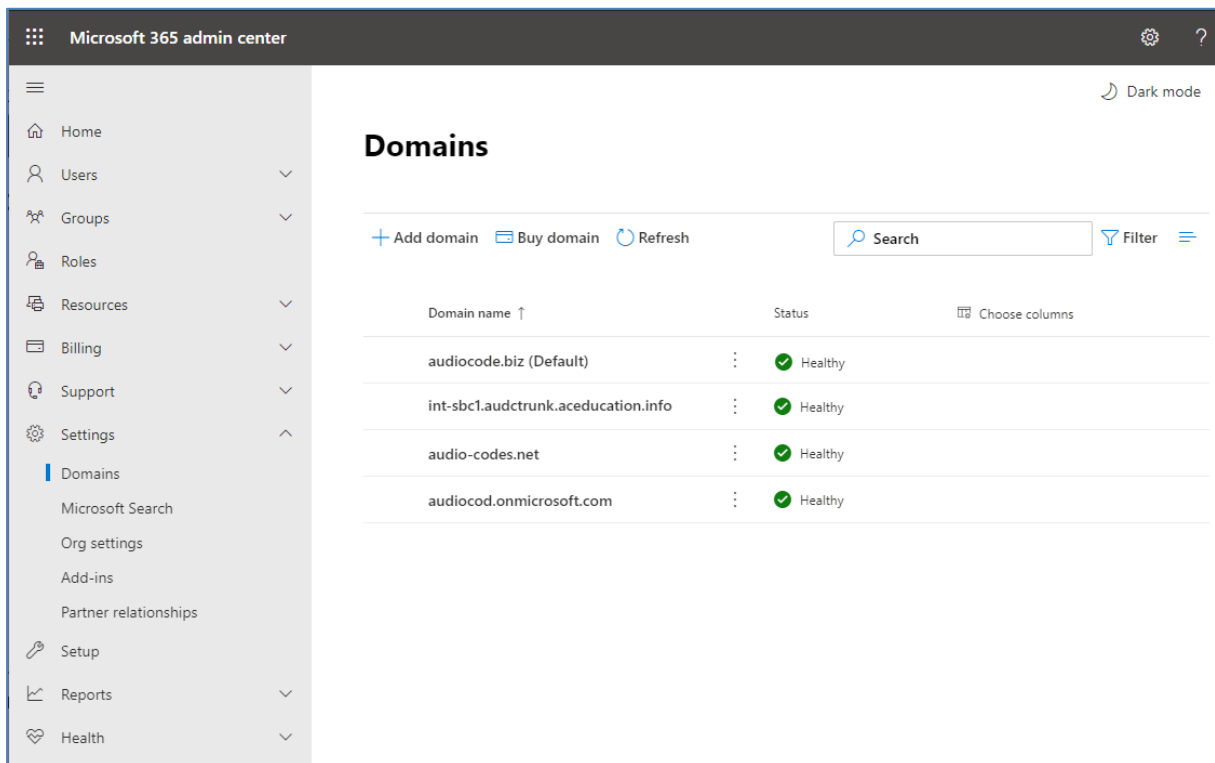 Microsoft 365 admin center
?
Dark mode
Home
Users
Groups
Roles
Resources
Billing
Support
Settings
Domains
Microsoft Search
Org settings
Add-ins
Partner relationships
Setup
Reports
Health
Domains
Add domain Buy domain Refresh Search Filter
Domain name ↑ Status Choose columns
audiocode.biz (Default) Healthy
int-sbc1.audctrunk.aceducation.info Healthy
audio-codes.net Healthy
audiocod.onmicrosoft.com Healthy